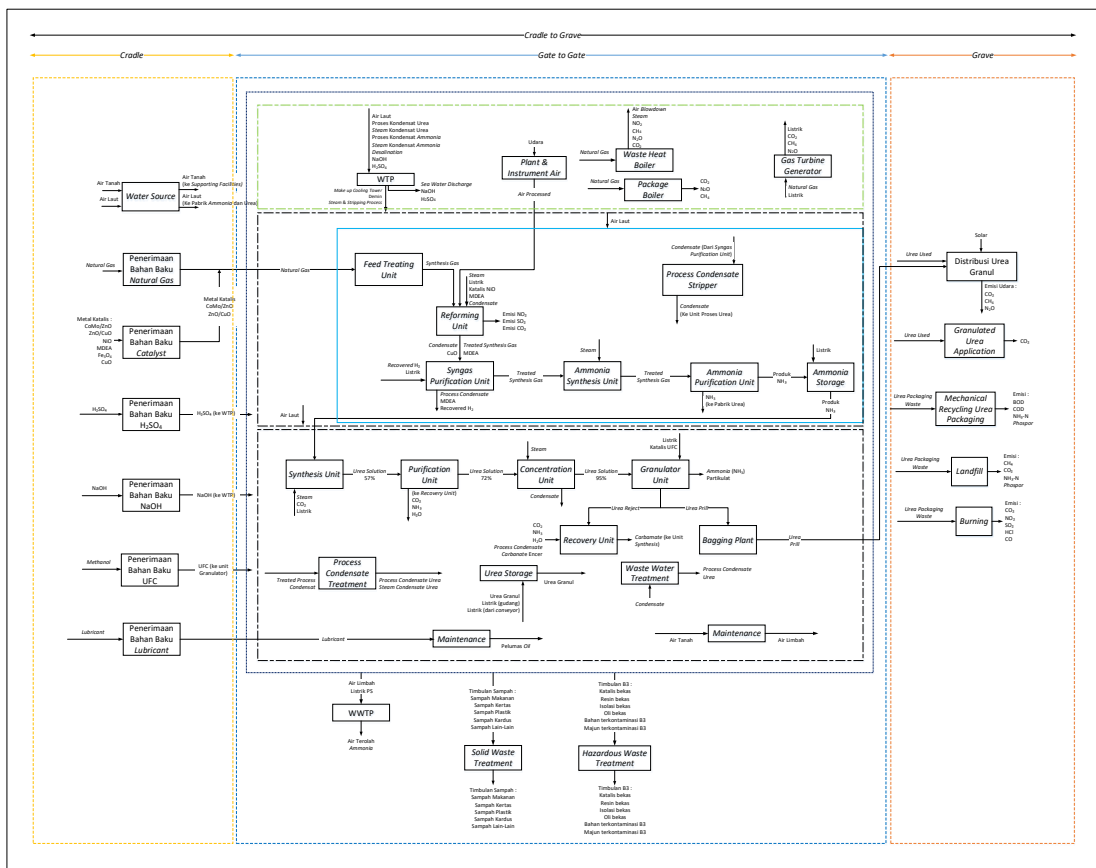 Cradle to Grave
Cradle
Gate to Gate
Grave
Air Laut
Proses Kondensat Urea
Steam Kondensat Urea
Proses Kondensat Ammonia
Steam Kondensat Ammonia
Desalination
NaOH
H₂SO₄
WTP
Make up Cooling Tower
Demin
Steam & Stripping Process
Sea Water Discharge
NaOH
H₂SO₄
Udara
Plant &
Instrument Air
Air Processed
Air Blowdown
Steam
NO₂
CH₄
N₂O
CO₂
Natural Gas
Waste Heat
Boiler
Natural Gas
Package
Boiler
CO₂
N₂O
CH₄
Listrik
CO₂
CH₄
N₂O
Gas Turbine
Generator
Natural Gas
Listrik
Air Tanah
Air Laut
Water Source
Air Tanah
(ke Supporting Facilities)
Air Laut
(Ke Pabrik Ammonia dan Urea)
Natural Gas
Penerimaan
Bahan Baku
Natural Gas
Natural Gas
Metal Katalis
CoMo/ZnO
ZnO/CuO
Metal Katalis :
CoMo/ZnO
ZnO/CuO
NiO
MDEA
Fe₃O₄
CuO
Penerimaan
Bahan Baku
Catalyst
H₂SO₄
Penerimaan
Bahan Baku
H₂SO₄
H₂SO₄ (ke WTP)
NaOH
Penerimaan
Bahan Baku
NaOH
NaOH (ke WTP)
Methanol
Penerimaan
Bahan Baku
UFC
UFC (ke unit
Granulator)
Lubricant
Penerimaan
Bahan Baku
Lubricant
Lubricant
Air Laut
Feed Treating
Unit
Synthesis Gas
Steam
Listrik
Katalis NiO
MDEA
Condensate
Reforming
Unit
Emisi NO₂
Emisi SO₂
Emisi CO₂
Condensate
CuO
Treated Synthesis Gas
MDEA
Condensate (Dari Syngas
Purification Unit)
Process Condensate
Stripper
Condensate
(Ke Unit Proses Urea)
Recovered H₂
Listrik
Syngas
Purification Unit
Process Condensate
MDEA
Recovered H₂
Treated
Synthesis Gas
Steam
Ammonia
Synthesis Unit
Treated
Synthesis Gas
Ammonia
Purification Unit
NH₃
(ke Pabrik Urea)
Produk
NH₃
Listrik
Ammonia
Storage
Produk
NH₃
Air Laut
Synthesis Unit
Steam
CO₂
Listrik
Urea Solution
57%
Purification
Unit
(ke Recovery Unit)
CO₂
NH₃
H₂O
Urea Solution
72%
Steam
Concentration
Unit
Condensate
Urea Solution
95%
Listrik
Katalis UFC
Granulator
Unit
Ammonia (NH₃)
Partikulat
Urea Reject
Urea Prill
CO₂
NH₃
H₂O
Process Condensate
Carbonate Encer
Recovery Unit
Carbamate (ke Unit
Synthesis)
Bagging Plant
Urea
Prill
Treated Process
Condensat
Process
Condensate
Treatment
Process Condensate Urea
Steam Condensate Urea
Urea Storage
Urea Granul
Urea Granul
Listrik (gudang)
Listrik (dari conveyor)
Waste Water
Treatment
Process Condensate
Urea
Condensate
Maintenance
Pelumas Oil
Air Tanah
Maintenance
Air Limbah
Solar
Urea Used
Distribusi Urea
Granul
Emisi Udara :
CO₂
CH₄
N₂O
Urea Used
Granulated
Urea
Application
CO₂
Urea Packaging
Waste
Mechanical
Recycling Urea
Packaging
Emisi :
BOD
COD
NH₃-N
Phospor
Urea Packaging
Waste
Landfill
Emisi :
CH₄
CO₂
NH₃-N
Phospor
Urea Packaging
Waste
Burning
Emisi :
CO₂
NO₂
SO₂
HCl
CO
Air Limbah
Listrik PS
WWTP
Air Terolah
Ammonia
Timbulan Sampah :
Sampah Makanan
Sampah Kertas
Sampah Plastik
Sampah Kardus
Sampah Lain-Lain
Solid Waste
Treatment
Timbulan Sampah :
Sampah Makanan
Sampah Kertas
Sampah Plastik
Sampah Kardus
Sampah Lain-Lain
Timbulan B3 :
Katalis bekas
Resin bekas
Isolasi bekas
Oli bekas
Bahan terkontaminasi B3
Majun terkontaminasi B3
Hazardous Waste
Treatment
Timbulan B3 :
Katalis bekas
Resin bekas
Isolasi bekas
Oli bekas
Bahan terkontaminasi B3
Majun terkontaminasi B3